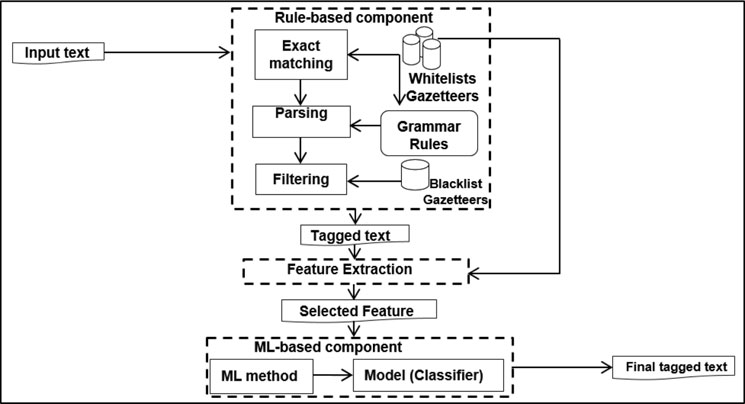 Rule-based component
Input text
Exact
matching
Whitelists
Gazetteers
Parsing
Grammar
Rules
Filtering
Blacklist
Gazetteers
Tagged text
Feature Extraction
Selected Feature
ML-based component
ML method
Model (Classifier)
Final tagged text